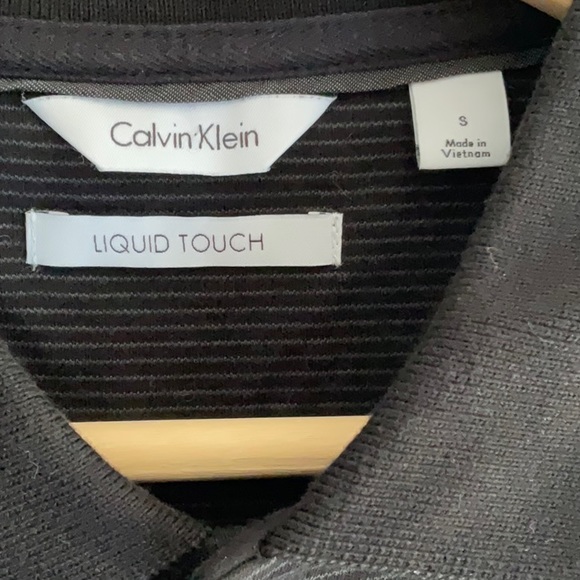 Calvin Klein
S
Made in
Vietnam
LIQUID TOUCH